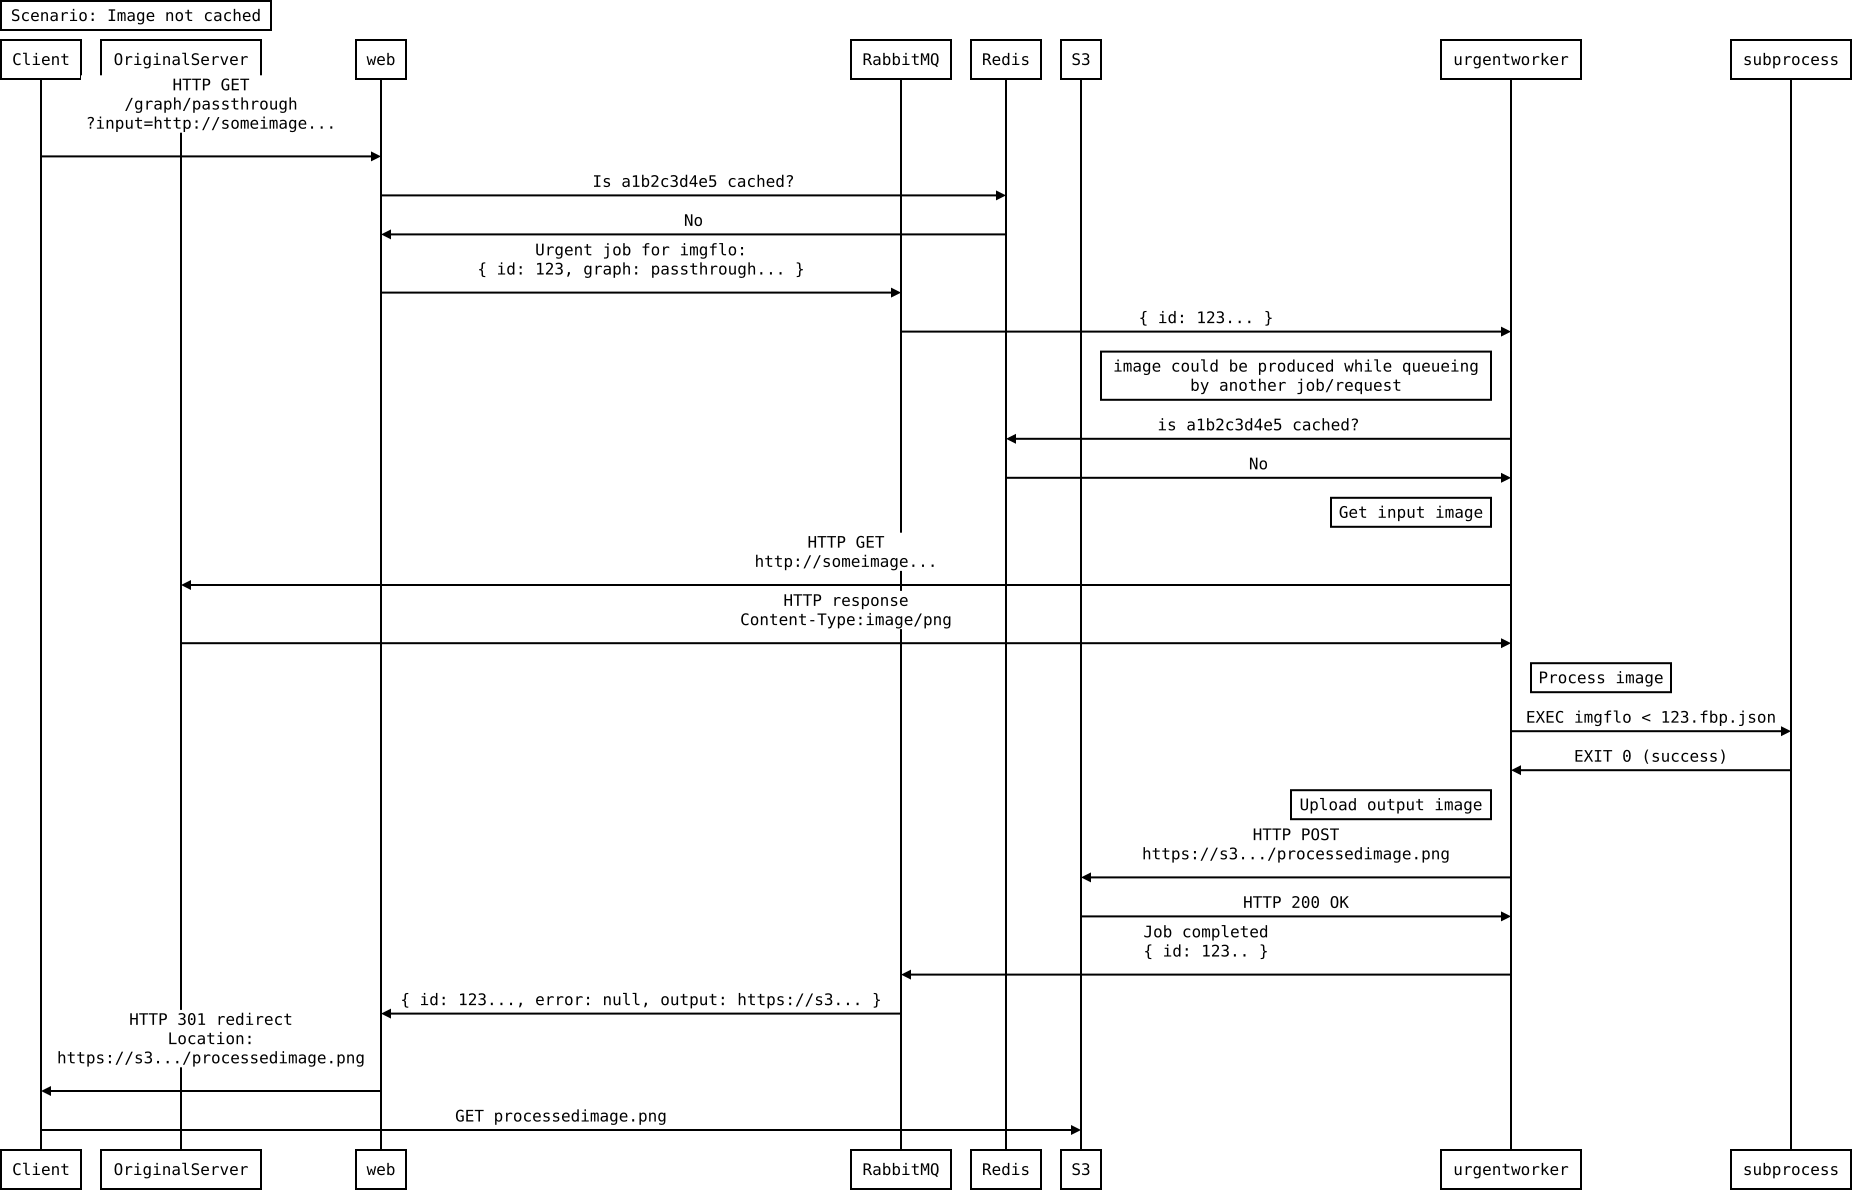 Scenario: Image not cached
Client
OriginalServer
web
RabbitMQ
Redis
S3
urgentworker
subprocess
HTTP GET
/graph/passthrough
?input=http://someimage...
Is a1b2c3d4e5 cached?
No
Urgent job for imgflo:
{ id: 123, graph: passthrough... }
{ id: 123... }
image could be produced while queueing
by another job/request
is a1b2c3d4e5 cached?
No
Get input image
HTTP GET
http://someimage...
HTTP response
Content-Type:image/png
Process image
EXEC imgflo < 123.fbp.json
EXIT 0 (success)
Upload output image
HTTP POST
https://s3.../processedimage.png
HTTP 200 OK
Job completed
{ id: 123.. }
{ id: 123..., error: null, output: https://s3... }
HTTP 301 redirect
Location:
https://s3.../processedimage.png
GET processedimage.png
Client
OriginalServer
web
RabbitMQ
Redis
S3
urgentworker
subprocess